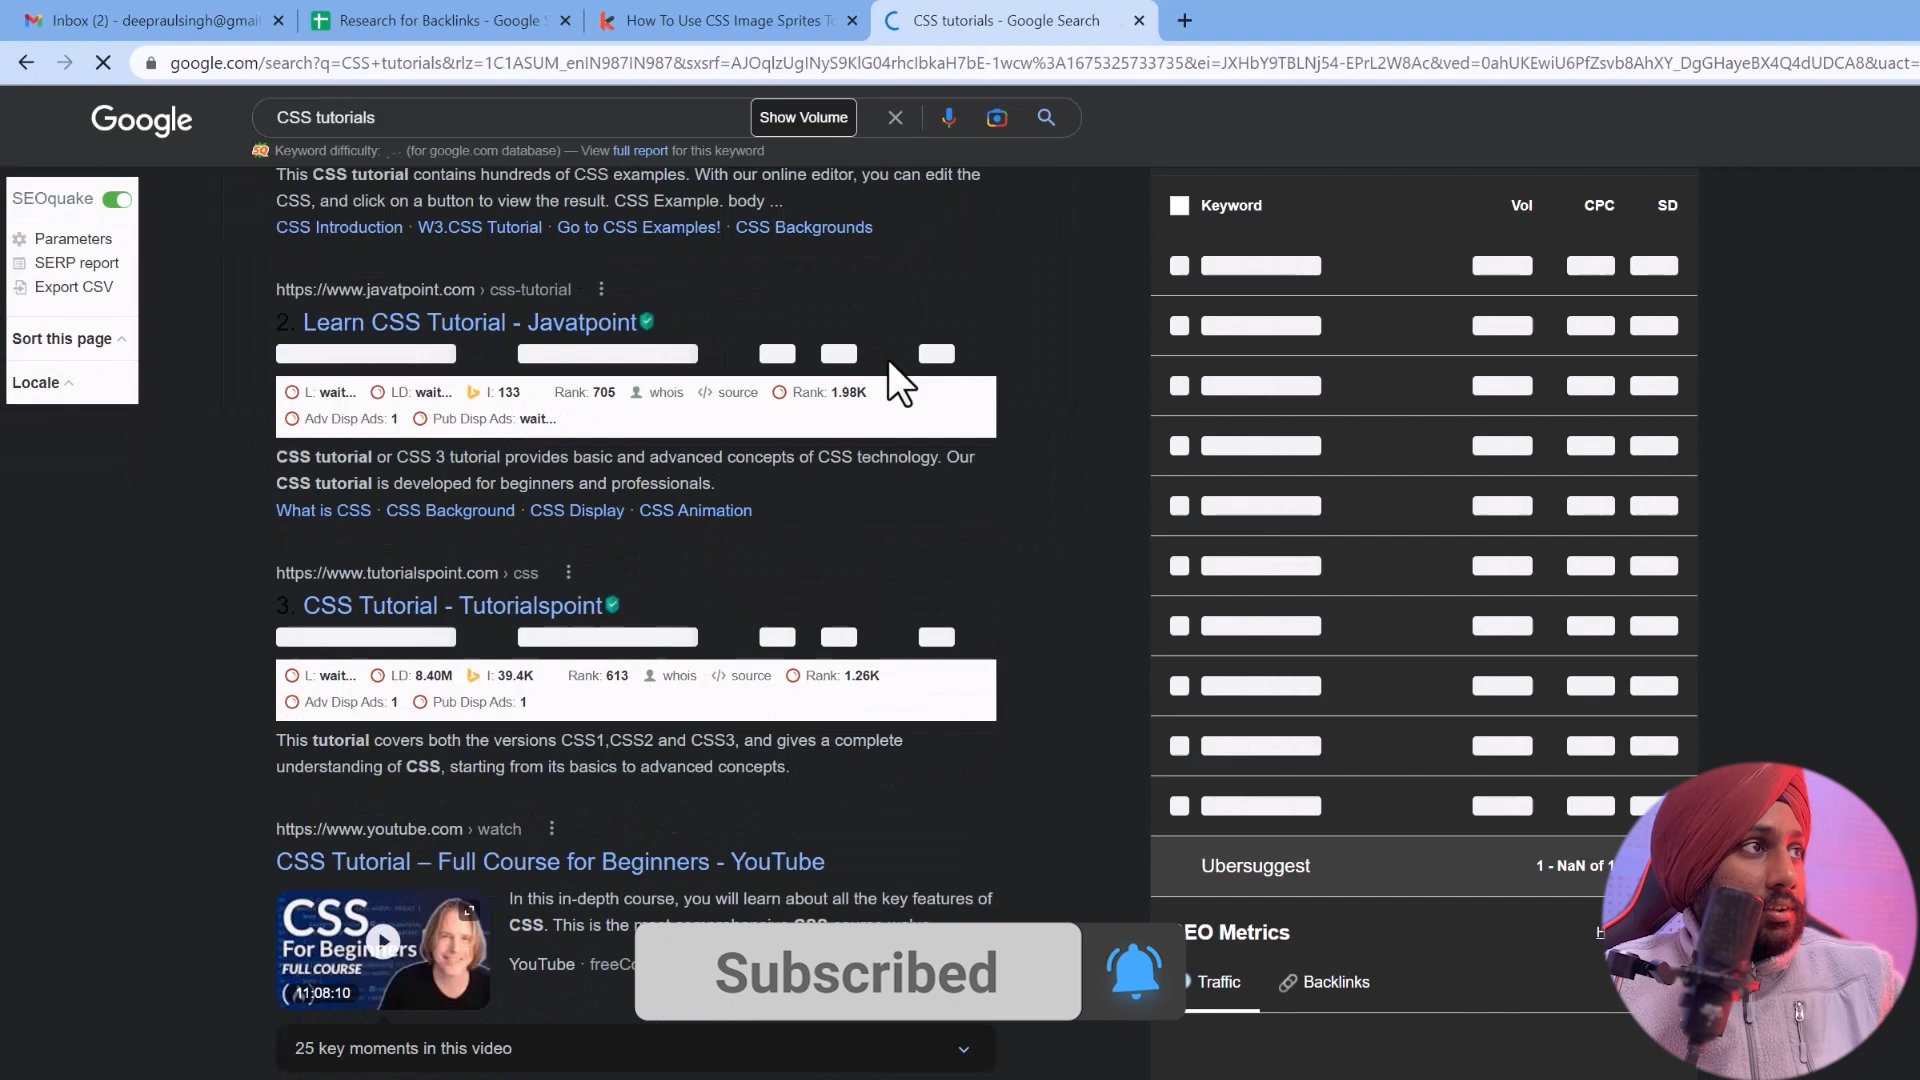 Inbox (2) - deepraulsingh@gmai
Research for Backlinks - Google S
How To Use CSS Image Sprites To
CSS tutorials - Google Search
google.com/search?q=CSS+tutorials&rlz=1C1ASUM_enIN987IN987&sxsrf=AJOqlzUgINyS9KlG04rhcIbkaH7bE-1wcw%3A1675325733735&ei=JXHbY9TBLNj54-EPrL2W8Ac&ved=0ahUKEwiU6PfZsvb8AhXY_DgGHayeBX4Q4dUDCA8&uact=
Google
CSS tutorials
Show Volume
Keyword difficulty: (for google.com database) — View full report for this keyword
SEOquake
Parameters
SERP report
Export CSV
Sort this page
Locale
This CSS tutorial contains hundreds of CSS examples. With our online editor, you can edit the
CSS, and click on a button to view the result. CSS Example. body ...
CSS Introduction · W3.CSS Tutorial · Go to CSS Examples! · CSS Backgrounds
https://www.javatpoint.com › css-tutorial
2. Learn CSS Tutorial - Javatpoint
L: wait... LD: wait... I: 133 Rank: 705 whois source Rank: 1.98K
Adv Disp Ads: 1 Pub Disp Ads: wait...
CSS tutorial or CSS 3 tutorial provides basic and advanced concepts of CSS technology. Our
CSS tutorial is developed for beginners and professionals.
What is CSS · CSS Background · CSS Display · CSS Animation
https://www.tutorialspoint.com › css
3. CSS Tutorial - Tutorialspoint
L: wait... LD: 8.40M I: 39.4K Rank: 613 whois source Rank: 1.26K
Adv Disp Ads: 1 Pub Disp Ads: 1
This tutorial covers both the versions CSS1,CSS2 and CSS3, and gives a complete
understanding of CSS, starting from its basics to advanced concepts.
https://www.youtube.com › watch
CSS Tutorial – Full Course for Beginners - YouTube
CSS
For Beginners
FULL COURSE
11:08:10
In this in-depth course, you will learn about all the key features of
CSS. This is the
YouTube · freeCo
25 key moments in this video
Keyword Vol CPC SD
Ubersuggest 1 - NaN of 1
EO Metrics
Traffic
Backlinks
Subscribed